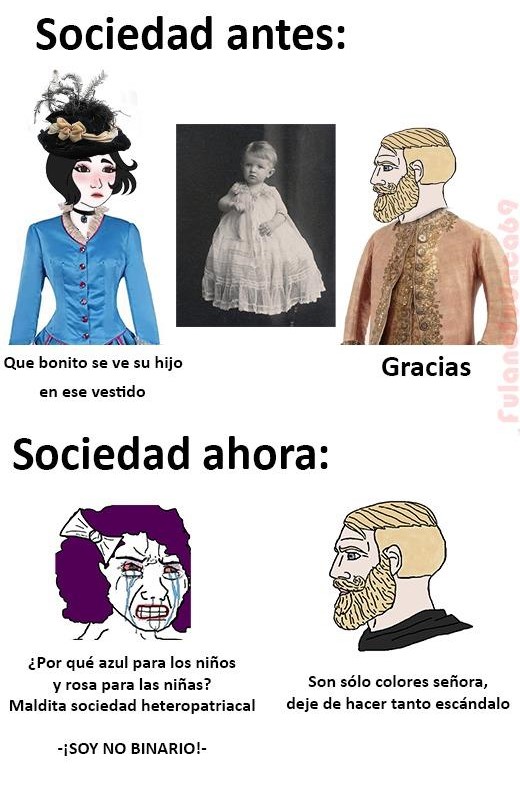 Sociedad antes:
Que bonito se ve su hijo
en ese vestido
Gracias
Sociedad ahora:
¿Por qué azul para los niños
y rosa para las niñas?
Maldita sociedad heteropatriacal
-¡SOY NO BINARIO!-
Son sólo colores señora,
deje de hacer tanto escándalo